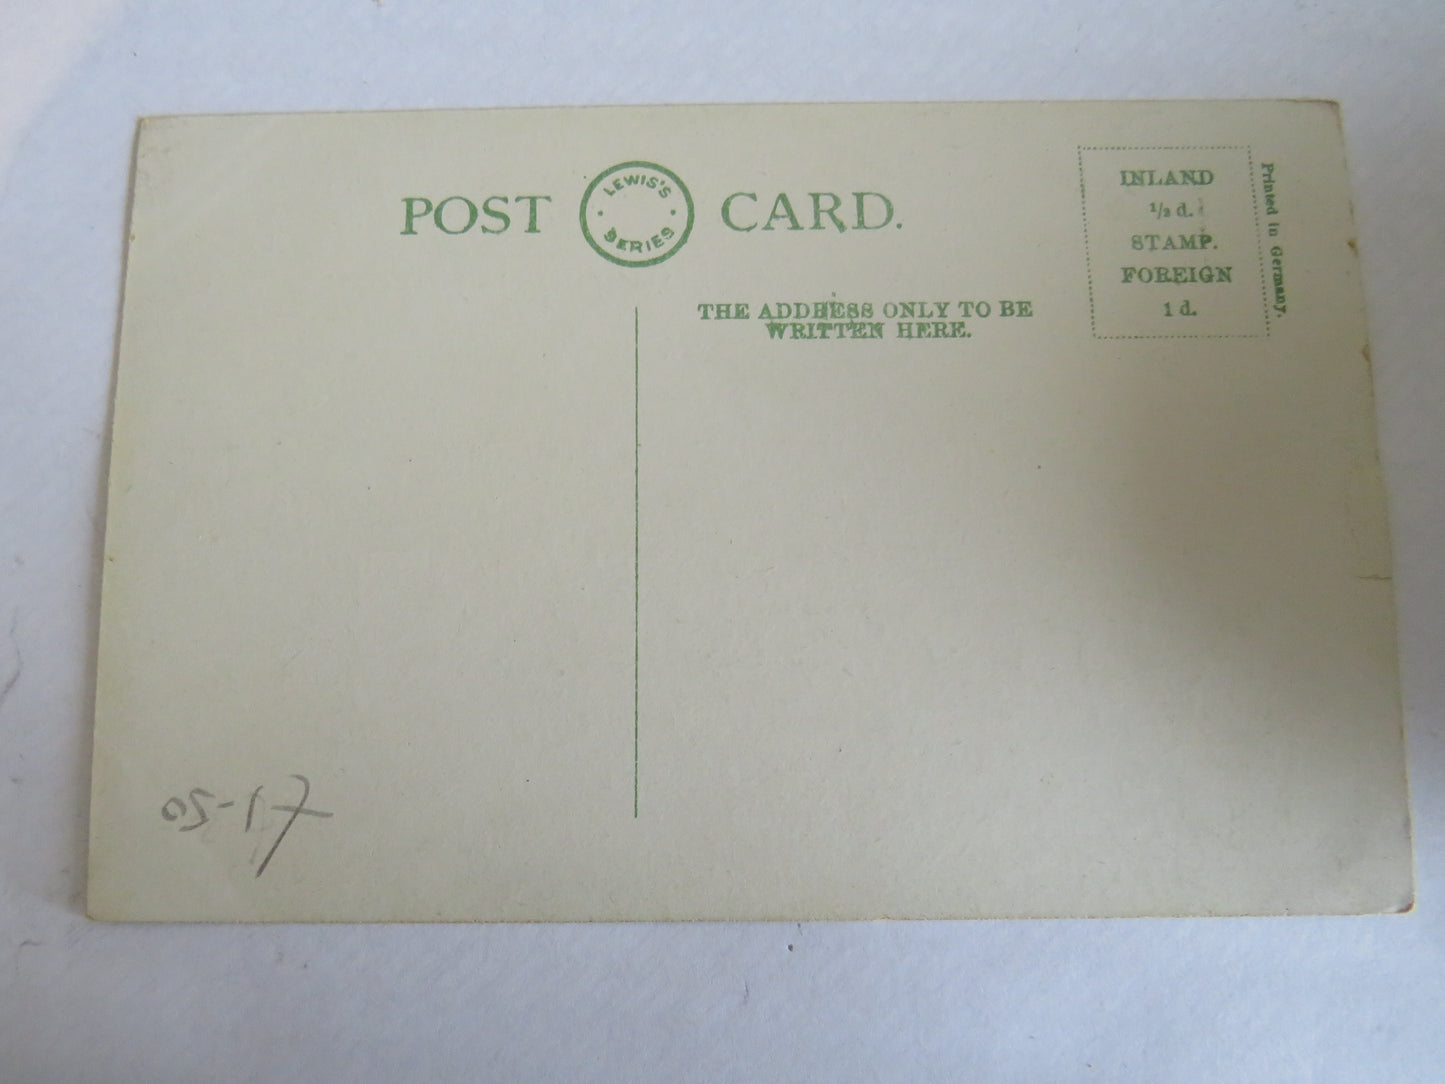 POST CARD.
LEWIS'S
SERIES
THE ADDRESS ONLY TO BE
WRITTEN HERE.
INLAND
½ d.
STAMP.
FOREIGN
1 d.
Printed in Germany.
05-17